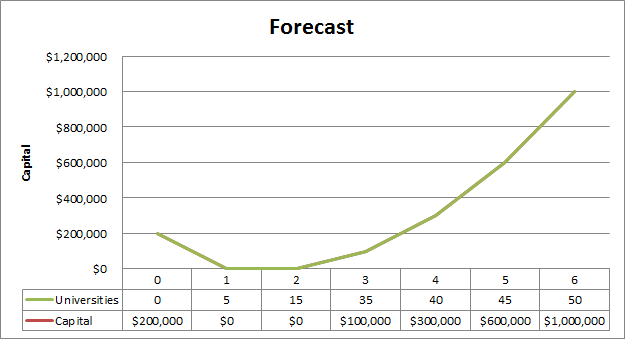 Forecast
$1,200,000
$1,000,000
$800,000
$600,000
$400,000
$200,000
$0
Capital
0 1 2 3 4 5 6
Universities 0 5 15 35 40 45 50
Capital $200,000 $0 $0 $100,000 $300,000 $600,000 $1,000,000